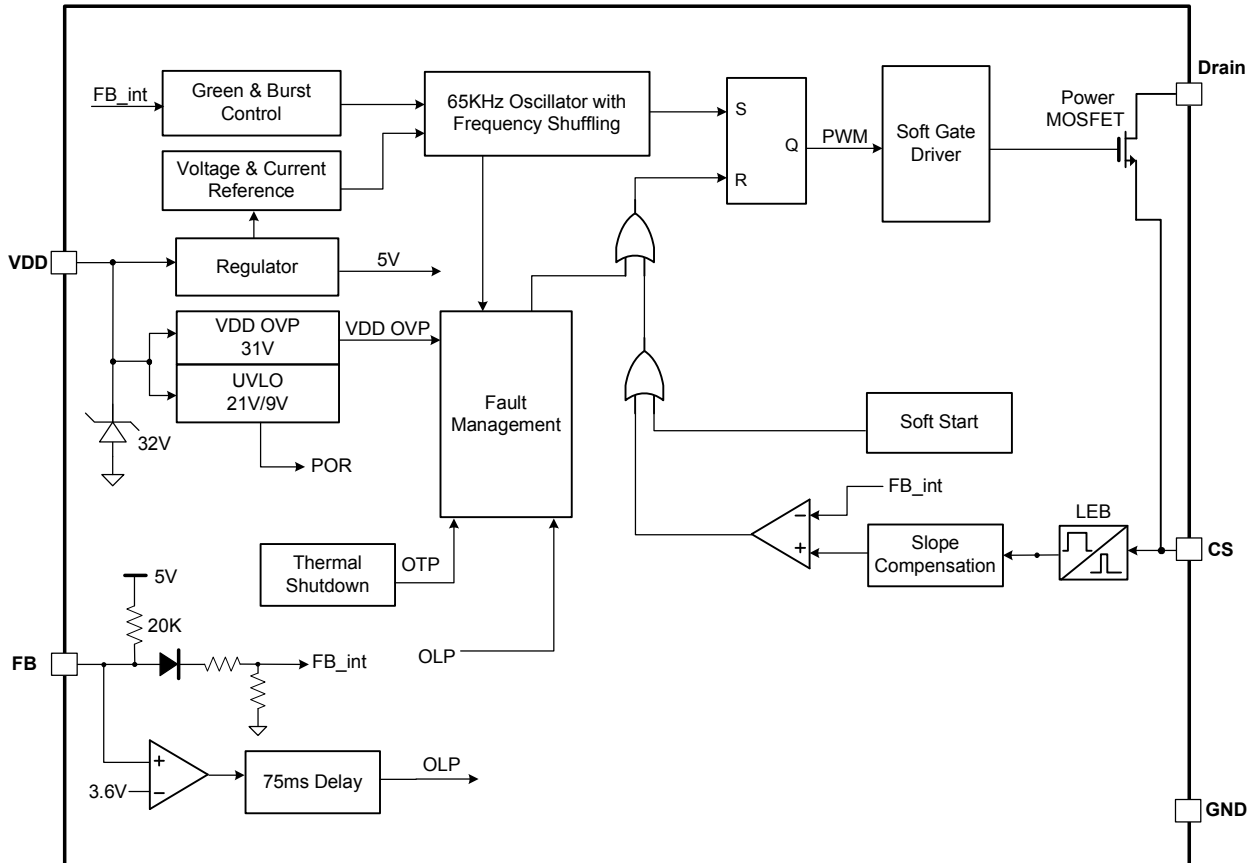 Drain
FB_int
Green & Burst
Control
65KHz Oscillator with
Frequency Shuffling
S
Q
R
PWM
Soft Gate
Driver
Power
MOSFET
Voltage & Current
Reference
VDD
Regulator
5V
VDD OVP
31V
VDD OVP
UVLO
21V/9V
32V
POR
Fault
Management
Soft Start
FB_int
LEB
−
+
Slope
Compensation
CS
Thermal
Shutdown
OTP
5V
20K
FB
FB_int
OLP
+
3.6V
−
75ms Delay
OLP
GND